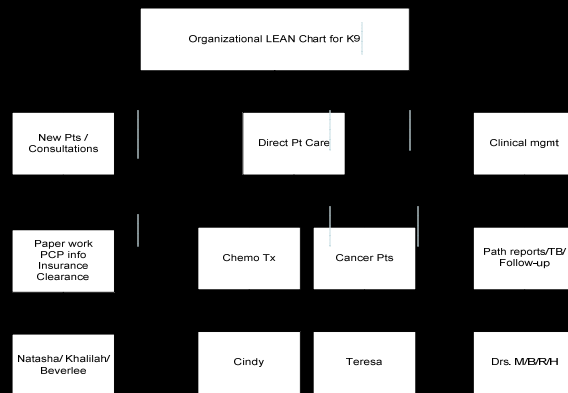 Organizational LEAN Chart for K9
New Pts /
Consultations
Direct Pt Care
Clinical mgmt
Paper work
PCP info
Insurance
Clearance
Chemo Tx
Cancer Pts
Path reports/TB/
Follow-up
Natasha/ Khalilah/
Beverlee
Cindy
Teresa
Drs. M/B/R/H